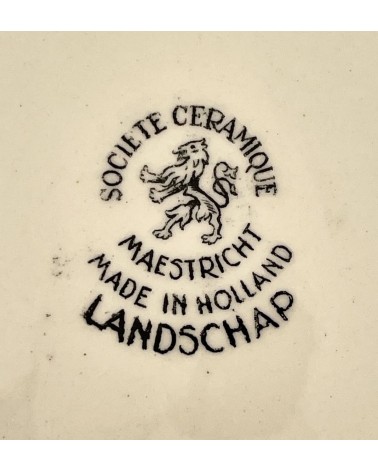 SOCIETE CERAMIQUE
MAESTRICHT
MADE IN HOLLAND
LANDSCHAP